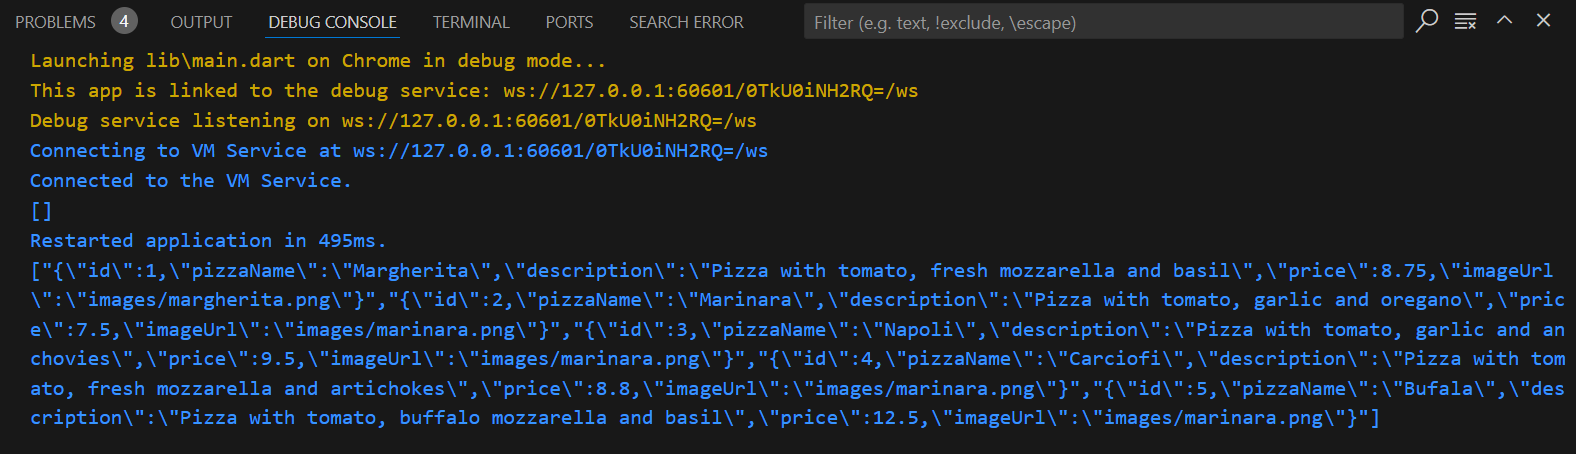 PROBLEMS 4 OUTPUT DEBUG CONSOLE TERMINAL PORTS SEARCH ERROR Filter (e.g. text, !exclude, \escape)
Launching lib\main.dart on Chrome in debug mode...
This app is linked to the debug service: ws://127.0.0.1:60601/0TkU0iNH2RQ=/ws
Debug service listening on ws://127.0.0.1:60601/0TkU0iNH2RQ=/ws
Connecting to VM Service at ws://127.0.0.1:60601/0TkU0iNH2RQ=/ws
Connected to the VM Service.
[]
Restarted application in 495ms.
["{\"id\":1,\"pizzaName\":\"Margherita\",\"description\":\"Pizza with tomato, fresh mozzarella and basil\",\"price\":8.75,\"imageUrl
\":\"images/margherita.png\"}","{\"id\":2,\"pizzaName\":\"Marinara\",\"description\":\"Pizza with tomato, garlic and oregano\",\"pric
e\":7.5,\"imageUrl\":\"images/marinara.png\"}","{\"id\":3,\"pizzaName\":\"Napoli\",\"description\":\"Pizza with tomato, garlic and an
chovies\",\"price\":9.5,\"imageUrl\":\"images/marinara.png\"}","{\"id\":4,\"pizzaName\":\"Carciofi\",\"description\":\"Pizza with tom
ato, fresh mozzarella and artichokes\",\"price\":8.8,\"imageUrl\":\"images/marinara.png\"}","{\"id\":5,\"pizzaName\":\"Bufala\",\"des
cription\":\"Pizza with tomato, buffalo mozzarella and basil\",\"price\":12.5,\"imageUrl\":\"images/marinara.png\"}"]